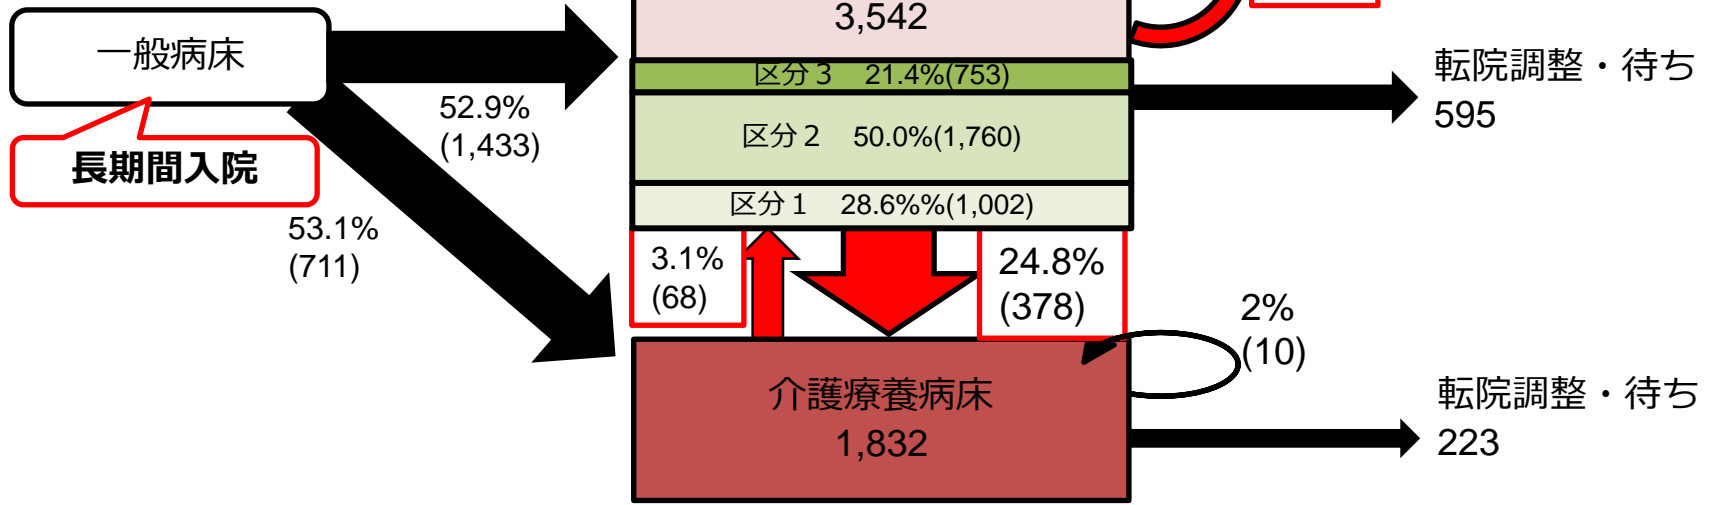 3,542
一般病床
区分３ 21.4%(753)
転院調整・待ち
595
52.9%
(1,433)
区分２ 50.0%(1,760)
長期間入院
区分１ 28.6%%(1,002)
53.1%
(711)
3.1%
(68)
24.8%
(378)
2%
(10)
介護療養病床
1,832
転院調整・待ち
223